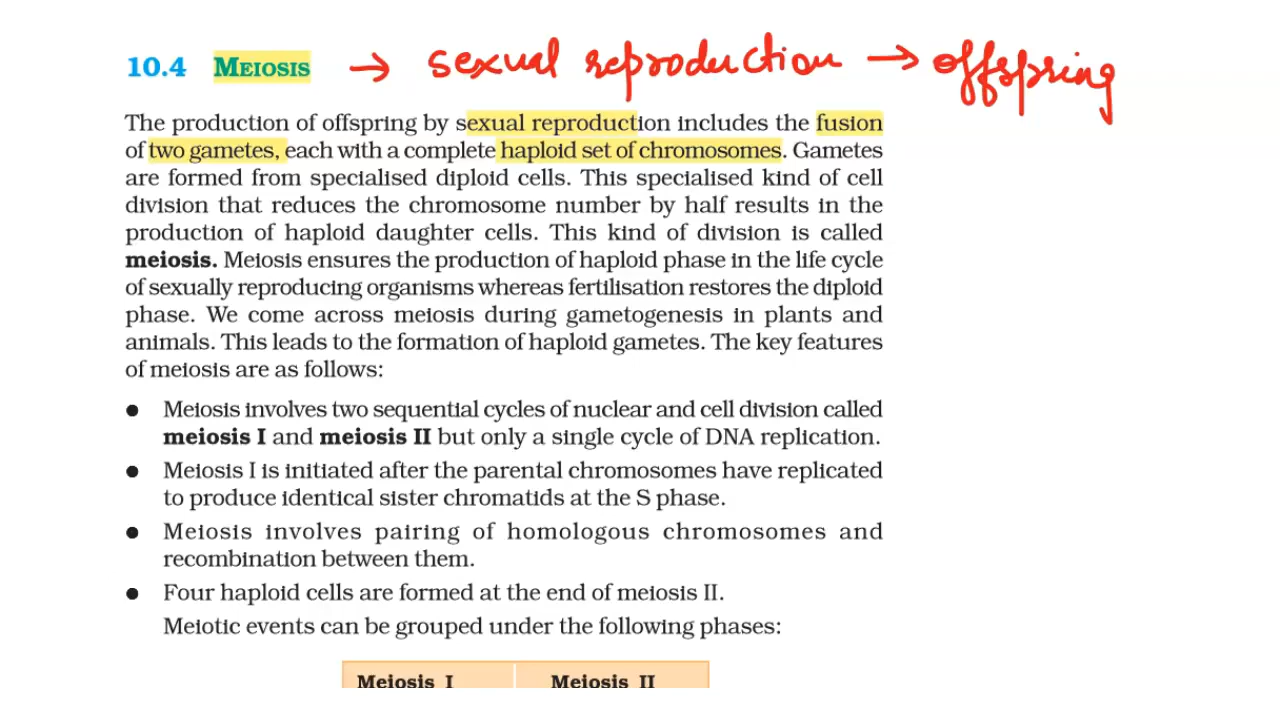 10.4 MEIOSIS → sexual reproduction → offspring
The production of offspring by sexual reproduction includes the fusion
of two gametes, each with a complete haploid set of chromosomes. Gametes
are formed from specialised diploid cells. This specialised kind of cell
division that reduces the chromosome number by half results in the
production of haploid daughter cells. This kind of division is called
meiosis. Meiosis ensures the production of haploid phase in the life cycle
of sexually reproducing organisms whereas fertilisation restores the diploid
phase. We come across meiosis during gametogenesis in plants and
animals. This leads to the formation of haploid gametes. The key features
of meiosis are as follows:
● Meiosis involves two sequential cycles of nuclear and cell division called
meiosis I and meiosis II but only a single cycle of DNA replication.
● Meiosis I is initiated after the parental chromosomes have replicated
to produce identical sister chromatids at the S phase.
● Meiosis involves pairing of homologous chromosomes and
recombination between them.
● Four haploid cells are formed at the end of meiosis II.
Meiotic events can be grouped under the following phases:
Meiosis I Meiosis II